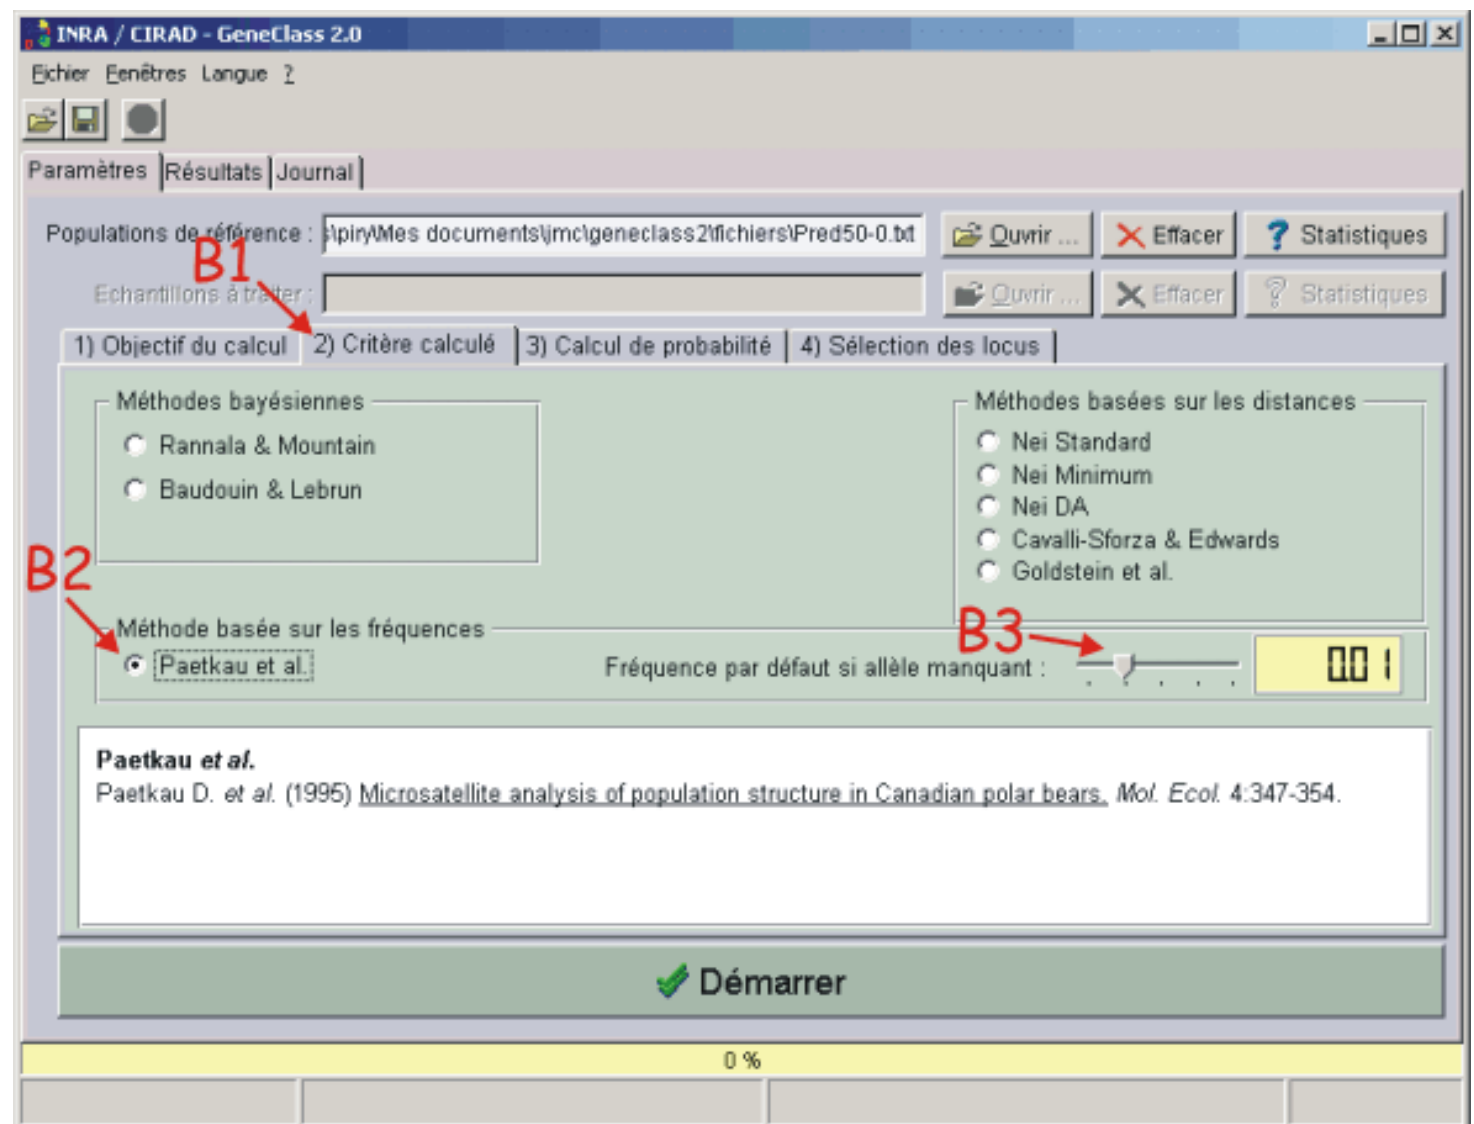 INRA / CIRAD - GeneClass 2.0
Fichier Fenêtres Langue ?
Paramètres Résultats Journal
Populations de référence : s\piry\Mes documents\jmc\geneclass2\fichiers\Pred50-0.txt Ouvrir ... Effacer ? Statistiques
B1
Echantillons à traiter : Ouvrir ... Effacer ? Statistiques
1) Objectif du calcul 2) Critère calculé 3) Calcul de probabilité 4) Sélection des locus
Méthodes bayésiennes
Rannala & Mountain
Baudouin & Lebrun
Méthodes basées sur les distances
Nei Standard
Nei Minimum
Nei DA
Cavalli-Sforza & Edwards
Goldstein et al.
B2
B3
Méthode basée sur les fréquences
Paetkau et al. Fréquence par défaut si allèle manquant : 0.01
Paetkau et al.
Paetkau D. et al. (1995) Microsatellite analysis of population structure in Canadian polar bears. Mol. Ecol. 4:347-354.
Démarrer
0 %